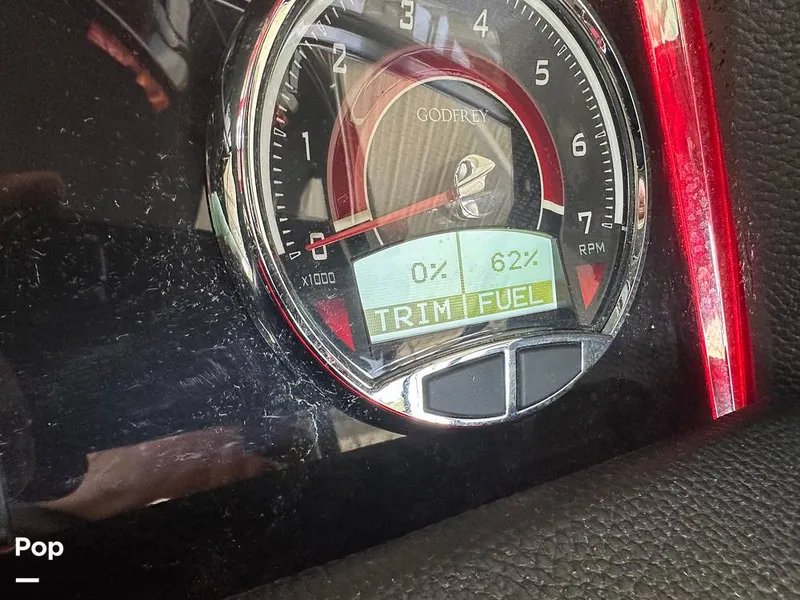 3 4
2 5
1 6
0 7
GODFREY
X1000
RPM
0% 62%
TRIM FUEL
Pop